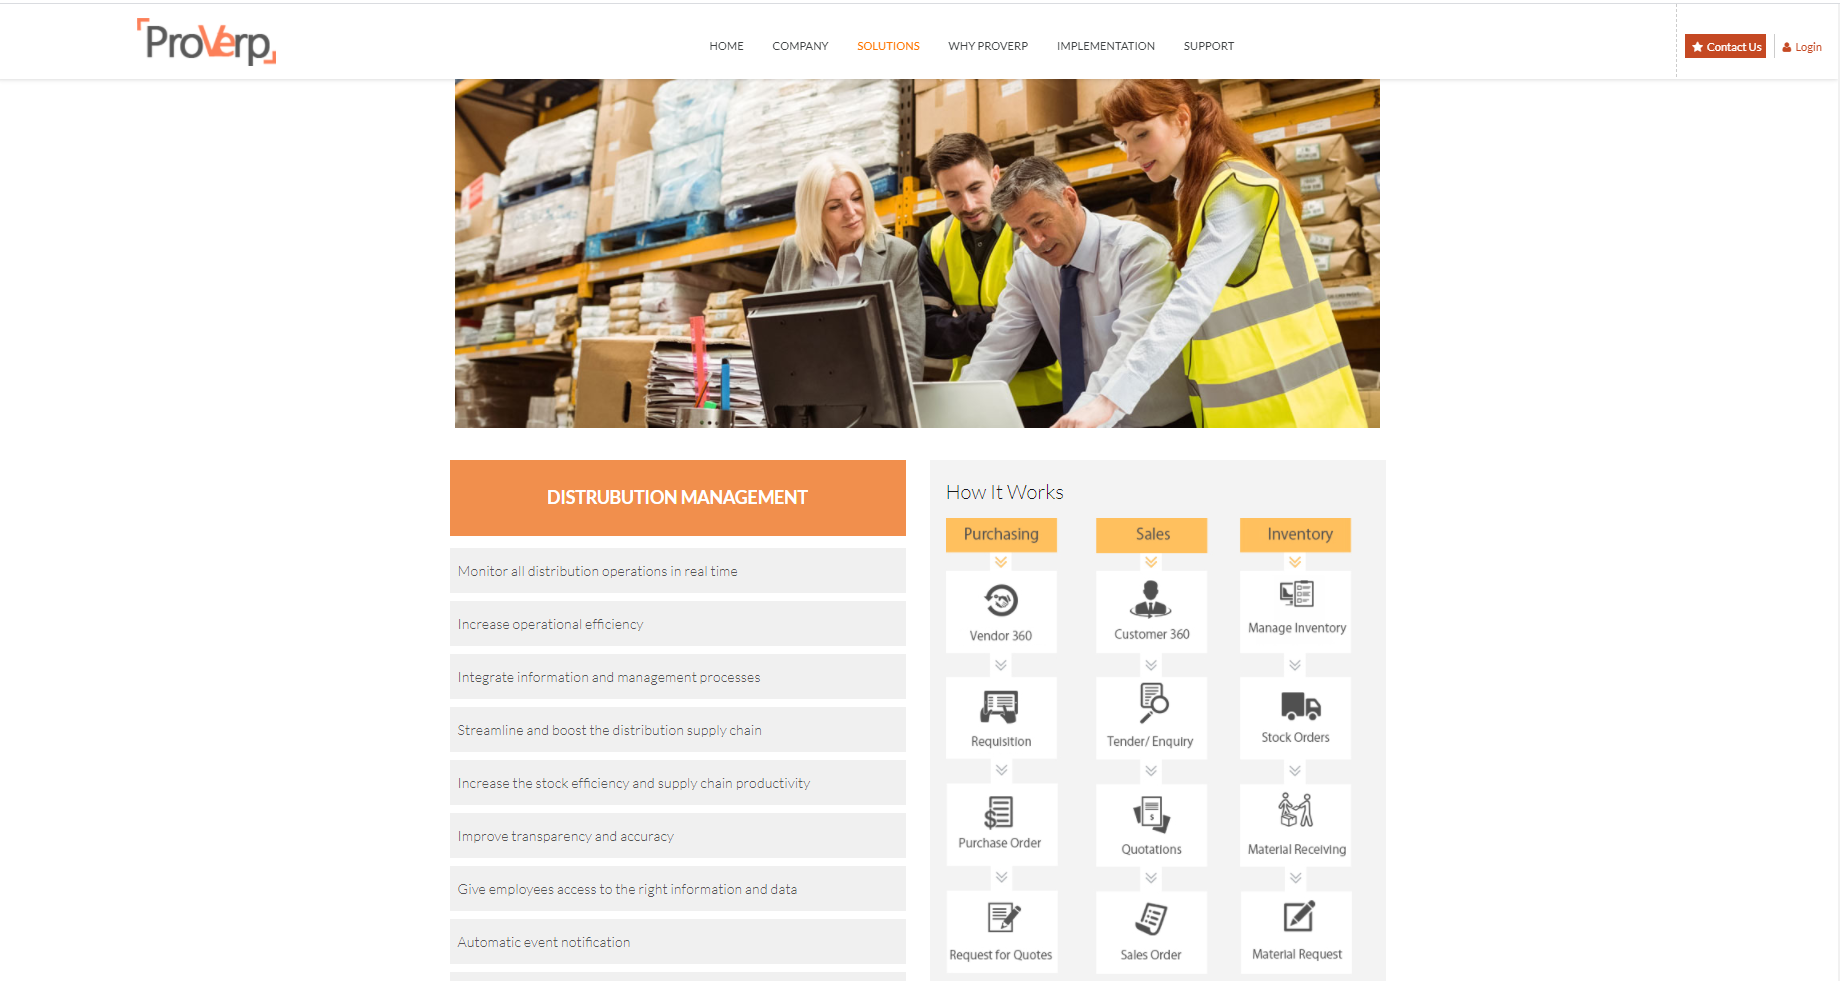 ProVerp
HOME COMPANY SOLUTIONS WHY PROVERP IMPLEMENTATION SUPPORT
Contact Us
Login
DISTRUBUTION MANAGEMENT
Monitor all distribution operations in real time
Increase operational efficiency
Integrate information and management processes
Streamline and boost the distribution supply chain
Increase the stock efficiency and supply chain productivity
Improve transparency and accuracy
Give employees access to the right information and data
Automatic event notification
How It Works
Purchasing Sales Inventory
Vendor 360 Customer 360 Manage Inventory
Requisition Tender/ Enquiry Stock Orders
Purchase Order Quotations Material Receiving
Request for Quotes Sales Order Material Request